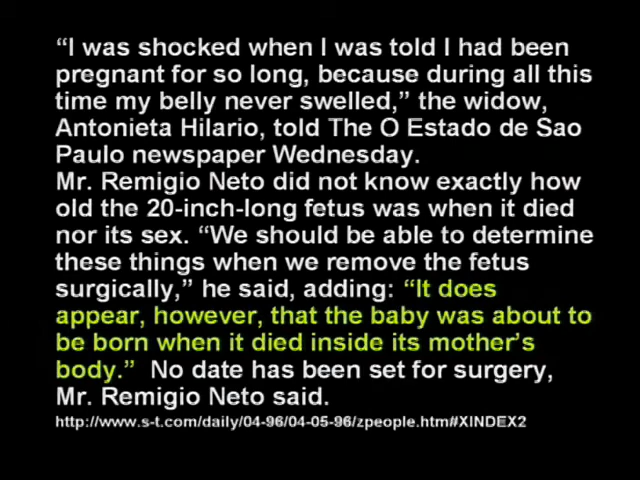 “I was shocked when I was told I had been
pregnant for so long, because during all this
time my belly never swelled,” the widow,
Antonieta Hilario, told The O Estado de Sao
Paulo newspaper Wednesday.
Mr. Remigio Neto did not know exactly how
old the 20-inch-long fetus was when it died
nor its sex. “We should be able to determine
these things when we remove the fetus
surgically,” he said, adding: “It does
appear, however, that the baby was about to
be born when it died inside its mother’s
body.”  No date has been set for surgery,
Mr. Remigio Neto said.
http://www.s-t.com/daily/04-96/04-05-96/zpeople.htm#XINDEX2